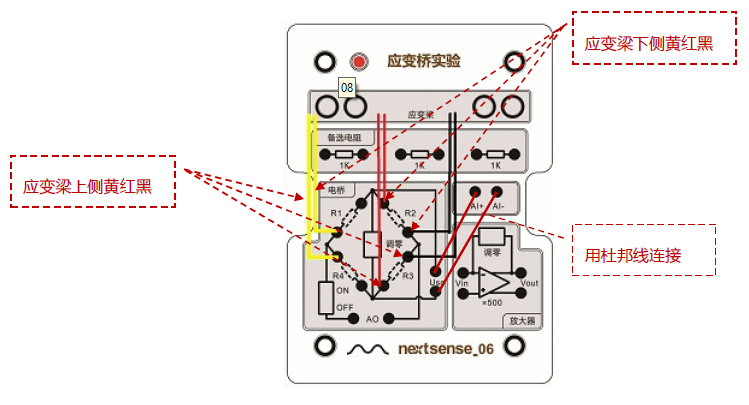 应变梁下侧黄红黑
应变桥实验
08
应变梁
备选电阻
1K
1K
1K
应变梁上侧黄红黑
电桥
R1
R2
AI+
AI-
调零
调零
用杜邦线连接
R4
R3
ON
OFF
AO
Vin
Vout
×500
放大器
nextsense_06